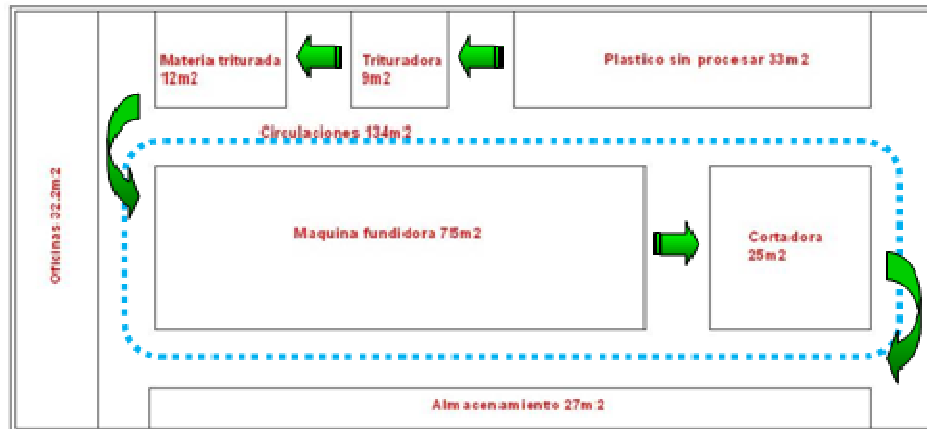 Materia triturada
12m2
Trituradora
9m2
Plastico sin procesar 33m2
Circulaciones 134m2
Oficinas 32.2m2
Maquina fundidora 75m2
Cortadora
25m2
Almacenamiento 27m2